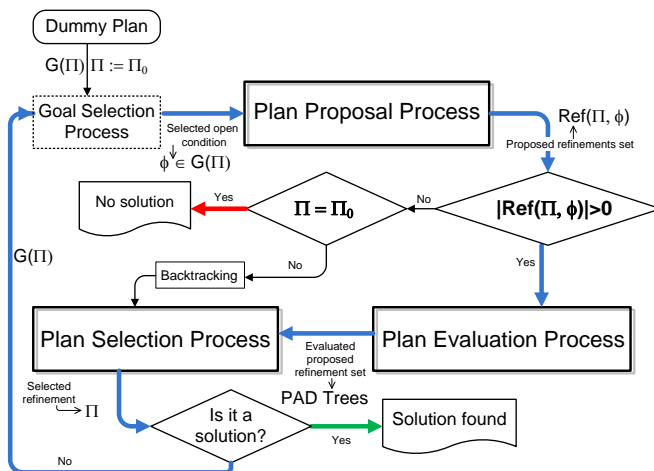 Dummy Plan
G(Π) Π := Π₀
Goal Selection
Process
Plan Proposal Process
Selected open
condition
ϕ ∈ G(Π)
Ref(Π, ϕ)
Proposed refinements set
No solution
Yes
Π = Π₀
No
|Ref(Π, ϕ)|>0
G(Π)
No
Yes
Backtracking
Plan Selection Process
Plan Evaluation Process
Evaluated
proposed
refinement set
PAD Trees
Selected
refinement
Π
Is it a
solution?
Yes
Solution found
No